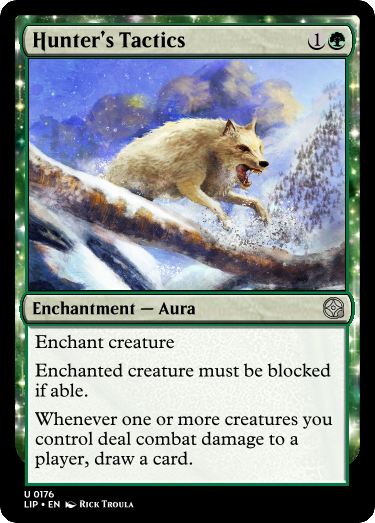 Hunter's Tactics 1
Enchantment — Aura
Enchant creature
Enchanted creature must be blocked
if able.
Whenever one or more creatures you
control deal combat damage to a
player, draw a card.
U 0176
LIP • EN Rick Troula